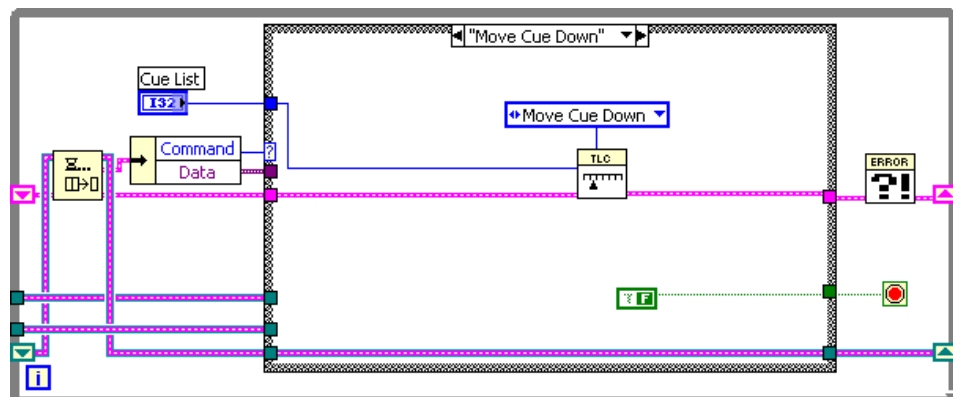 "Move Cue Down"
Cue List
I32
Move Cue Down
Command
?
Data
TLC
ERROR
?!
F
i